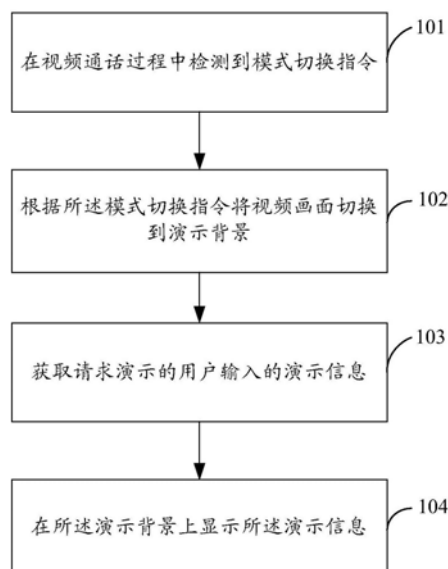 101
在视频通话过程中检测到模式切换指令
102
根据所述模式切换指令将视频画面切换
到演示背景
103
获取请求演示的用户输入的演示信息
104
在所述演示背景上显示所述演示信息